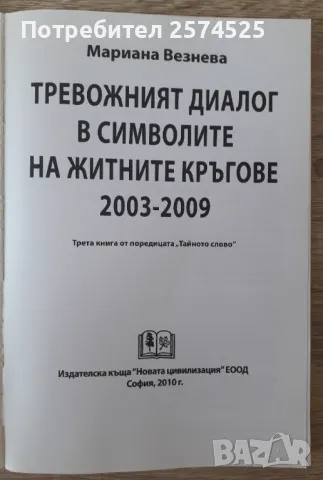 Потребител 2574525
Мариана Везнева
ТРЕВОЖНИЯТ ДИАЛОГ
В СИМВОЛИТЕ
НА ЖИТНИТЕ КРЪГОВЕ
2003-2009
Трета книга от поредицата „Тайното слово"
Издателска къща "Новата цивилизация" ЕООД
София, 2010 г.
BAZAR